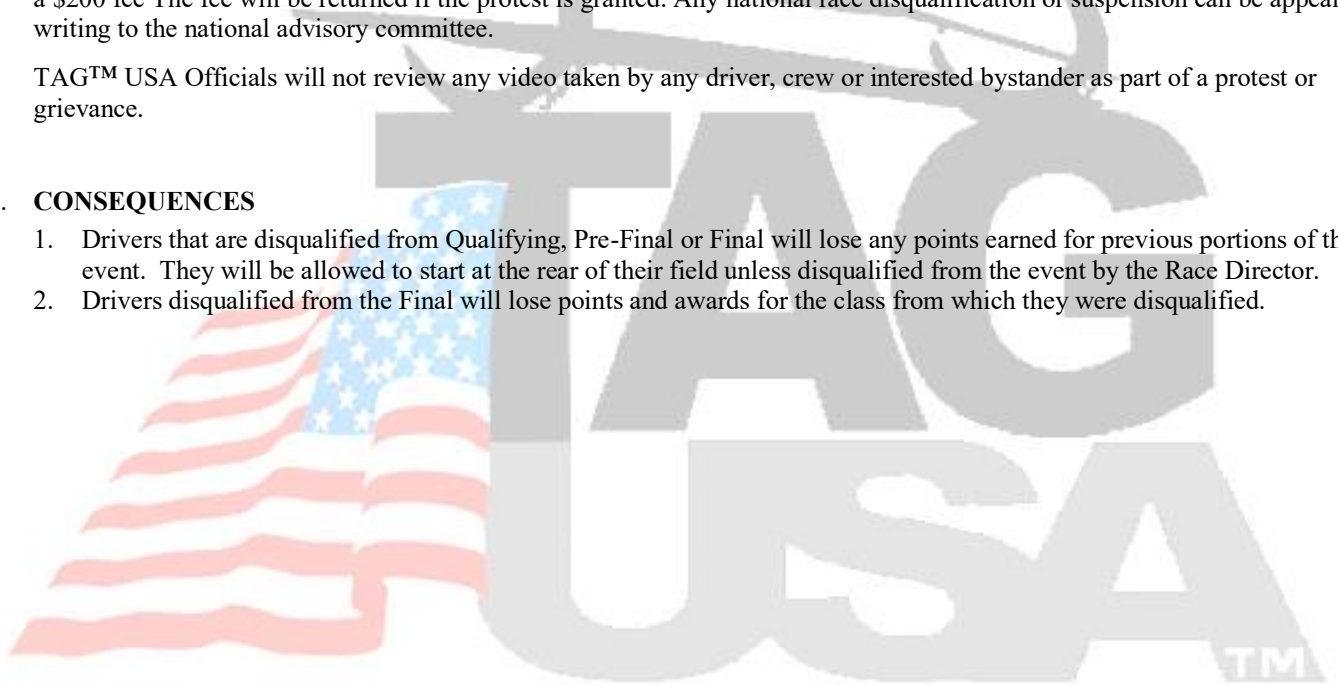 a $200 fee The fee will be returned if the protest is granted. Any national race disqualification or suspension can be appeal
writing to the national advisory committee.
TAG™ USA Officials will not review any video taken by any driver, crew or interested bystander as part of a protest or
grievance.
. CONSEQUENCES
1. Drivers that are disqualified from Qualifying, Pre-Final or Final will lose any points earned for previous portions of th
event. They will be allowed to start at the rear of their field unless disqualified from the event by the Race Director.
2. Drivers disqualified from the Final will lose points and awards for the class from which they were disqualified.
TAG
USA
TM